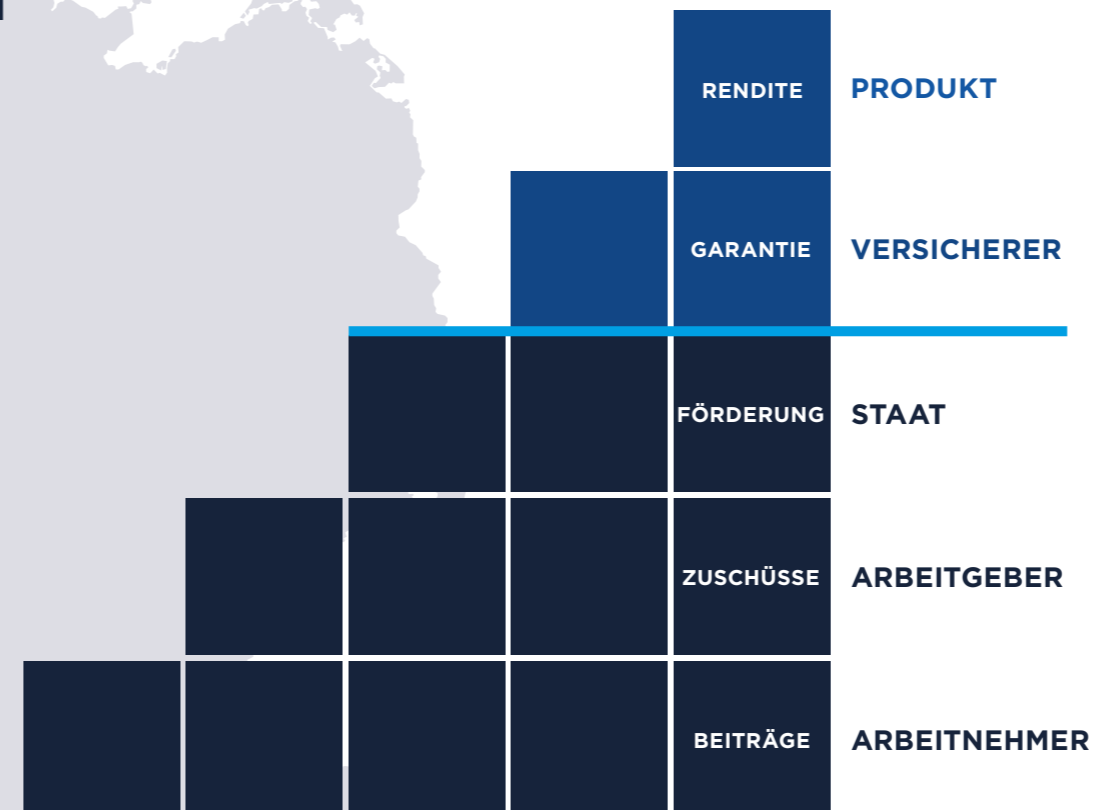 RENDITE PRODUKT
GARANTIE VERSICHERER
FÖRDERUNG STAAT
ZUSCHÜSSE ARBEITGEBER
BEITRÄGE ARBEITNEHMER